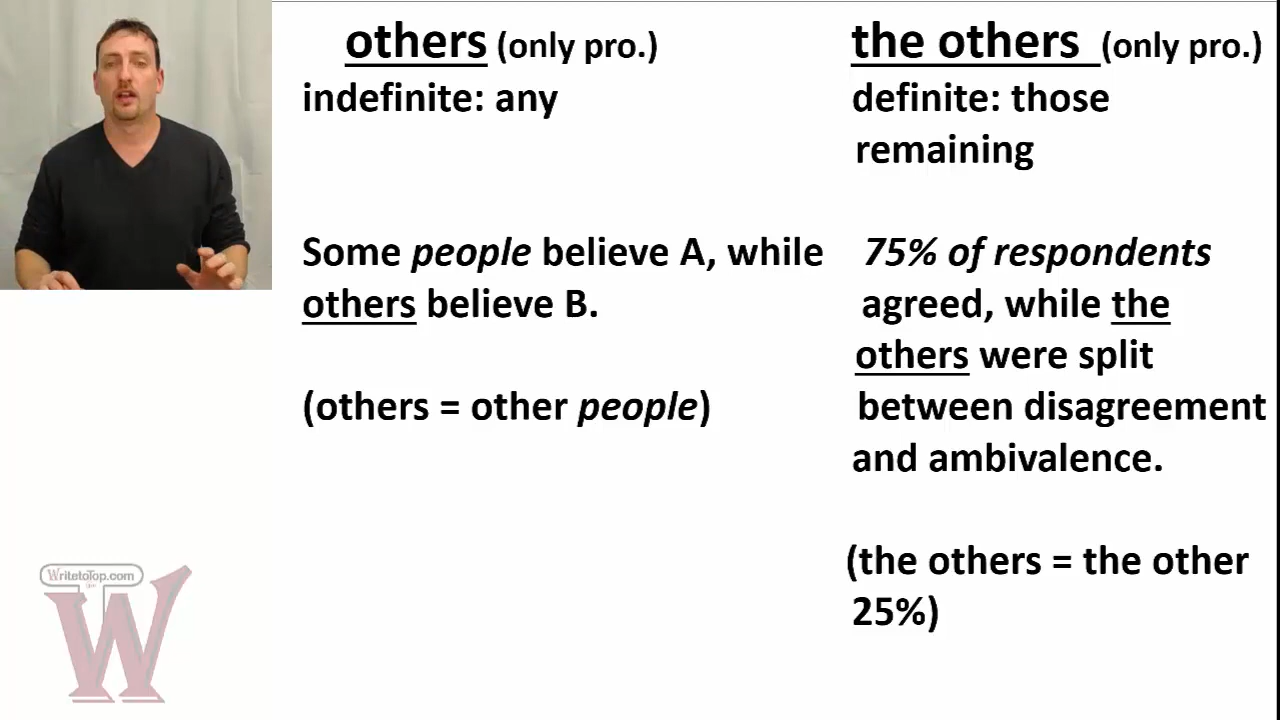 others (only pro.)
indefinite: any
Some people believe A, while
others believe B.
(others = other people)
the others (only pro.)
definite: those
remaining
75% of respondents
agreed, while the
others were split
between disagreement
and ambivalence.
(the others = the other
25%)
WritetoTop.com
W